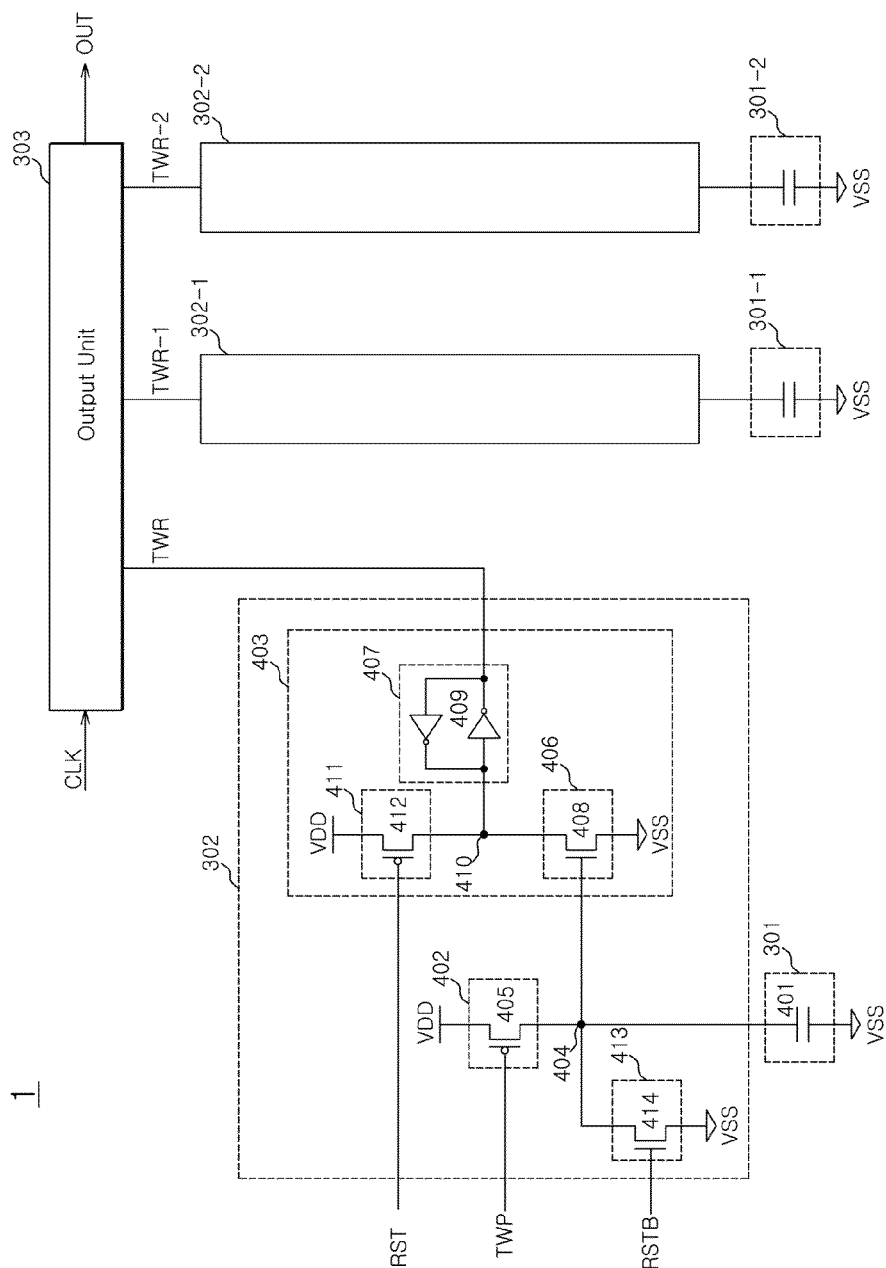 1
303
CLK
Output Unit
OUT
TWR
TWR-1
TWR-2
302
403
302-1
302-2
411
VDD
412
407
409
410
406
408
VSS
RST
402
VDD
405
TWP
404
413
414
VSS
RSTB
301
401
VSS
301-1
VSS
301-2
VSS